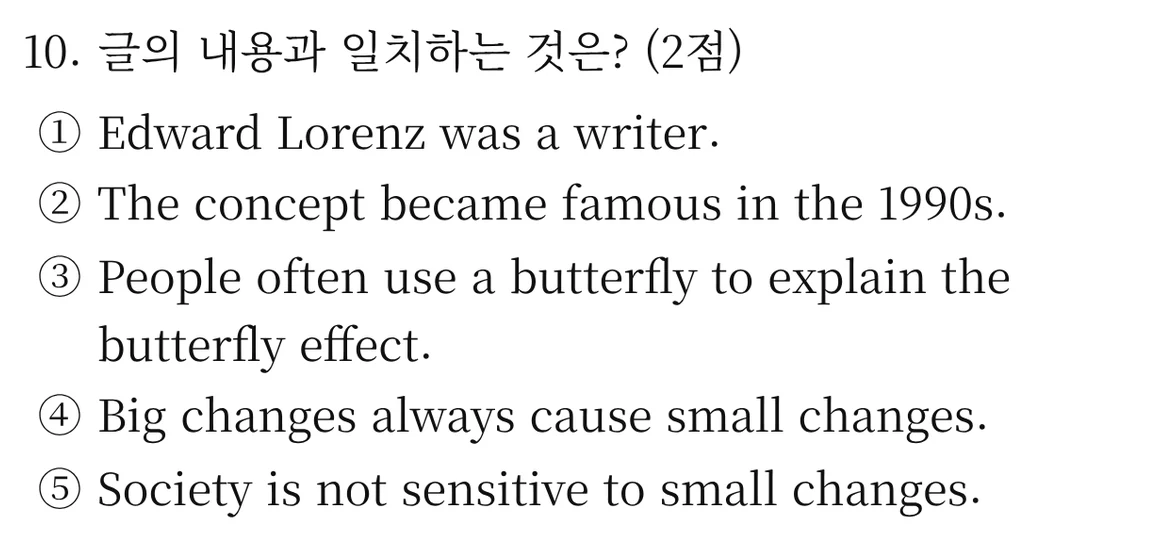 10. 글의 내용과 일치하는 것은? (2점)
① Edward Lorenz was a writer.
② The concept became famous in the 1990s.
③ People often use a butterfly to explain the
butterfly effect.
④ Big changes always cause small changes.
⑤ Society is not sensitive to small changes.